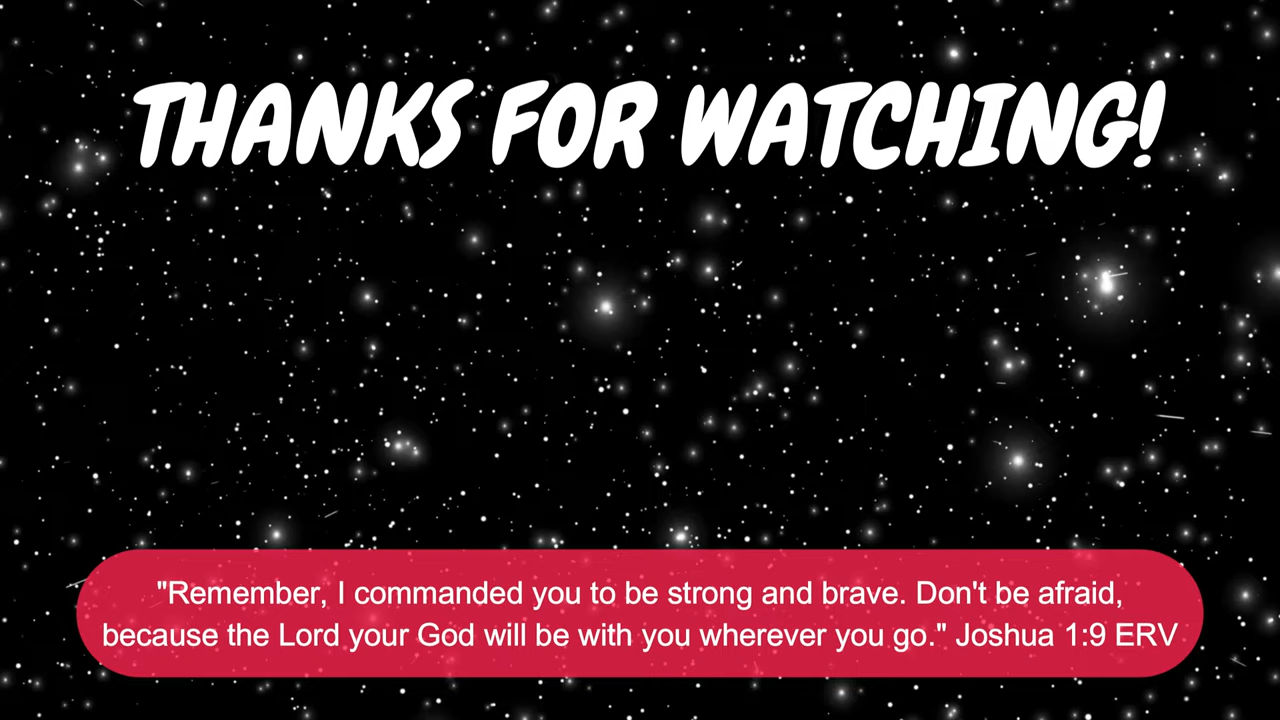 THANKS FOR WATCHING!
"Remember, I commanded you to be strong and brave. Don't be afraid,
because the Lord your God will be with you wherever you go." Joshua 1:9 ERV